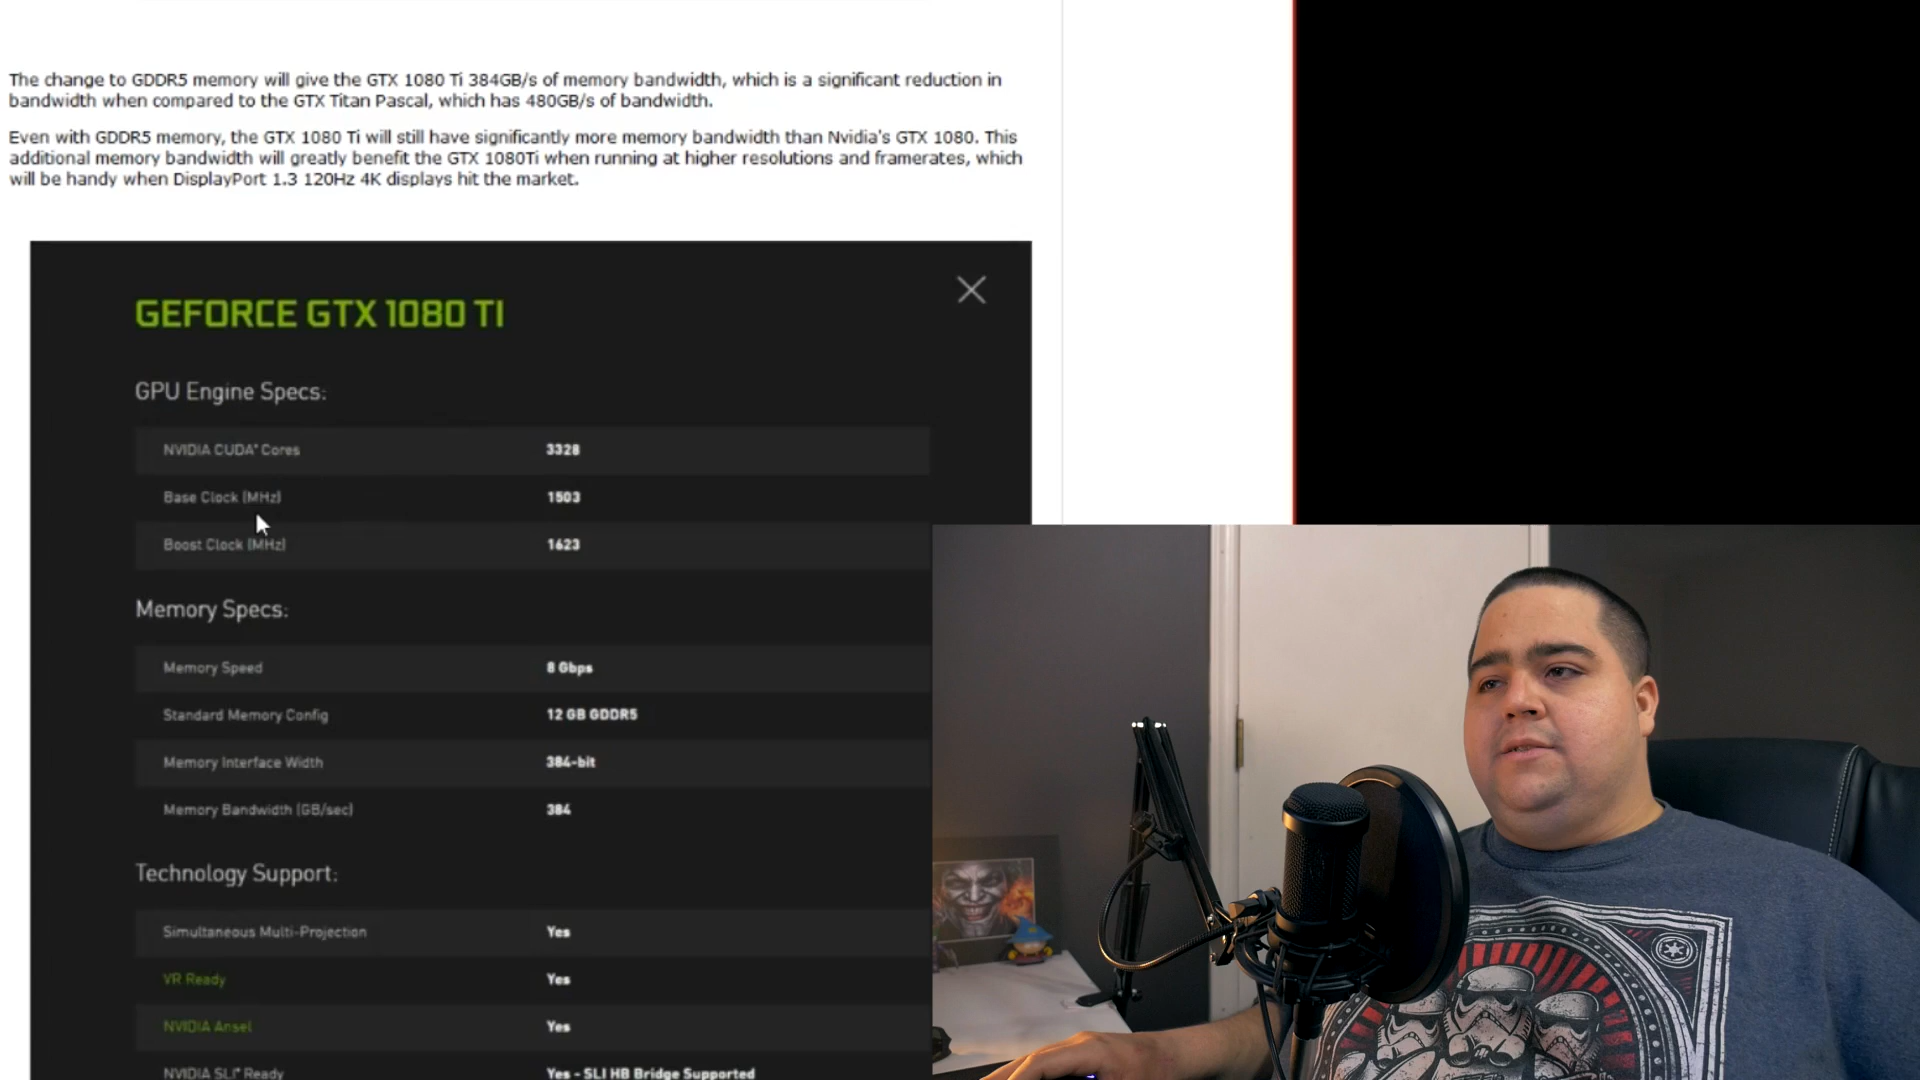 The change to GDDR5 memory will give the GTX 1080 Ti 384GB/s of memory bandwidth, which is a significant reduction in
bandwidth when compared to the GTX Titan Pascal, which has 480GB/s of bandwidth.
Even with GDDR5 memory, the GTX 1080 Ti will still have significantly more memory bandwidth than Nvidia's GTX 1080. This
additional memory bandwidth will greatly benefit the GTX 1080Ti when running at higher resolutions and framerates, which
will be handy when DisplayPort 1.3 120Hz 4K displays hit the market.
GEFORCE GTX 1080 TI
GPU Engine Specs:
NVIDIA CUDA® Cores 3328
Base Clock (MHz) 1503
Boost Clock (MHz) 1623
Memory Specs:
Memory Speed 8 Gbps
Standard Memory Config 12 GB GDDR5
Memory Interface Width 384-bit
Memory Bandwidth (GB/sec) 384
Technology Support:
Simultaneous Multi-Projection Yes
VR Ready Yes
NVIDIA Ansel Yes
NVIDIA SLI® Ready Yes - SLI HB Bridge Supported